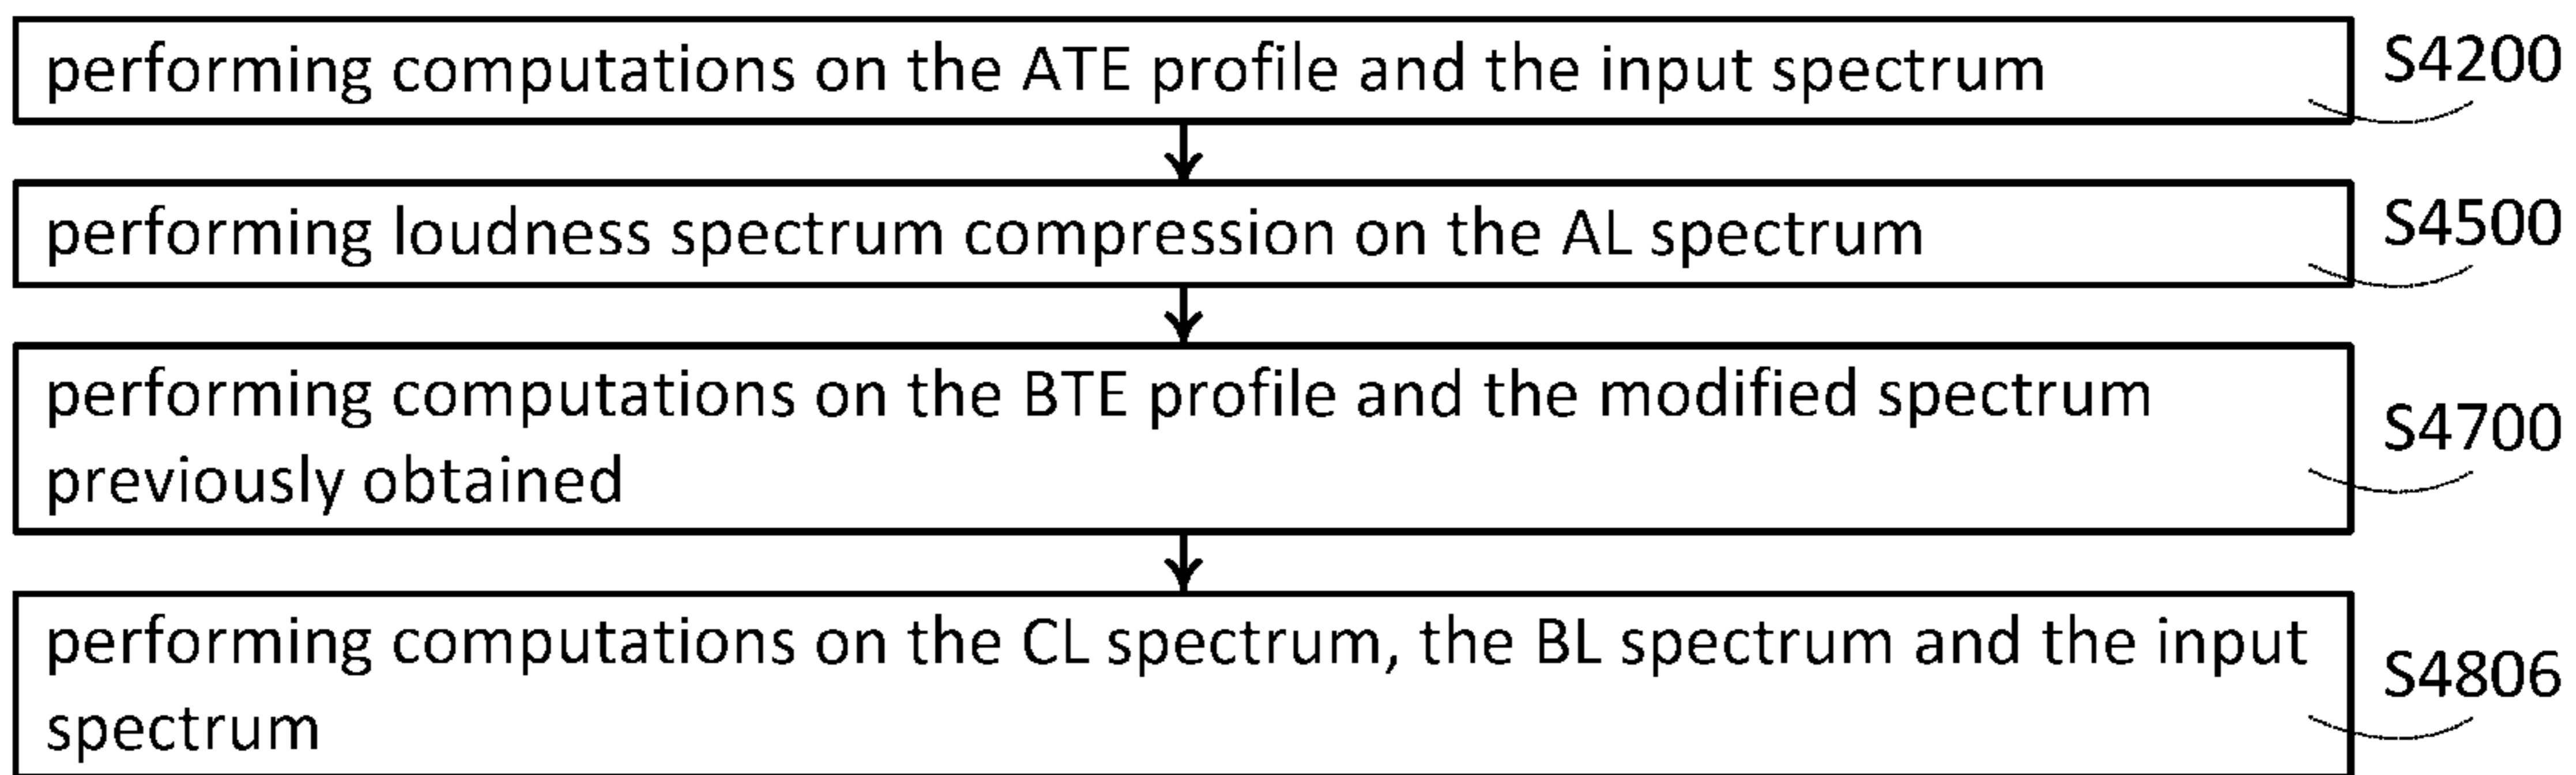 performing computations on the ATE profile and the input spectrum
S4200
performing loudness spectrum compression on the AL spectrum
S4500
performing computations on the BTE profile and the modified spectrum
previously obtained
S4700
performing computations on the CL spectrum, the BL spectrum and the input
spectrum
S4806